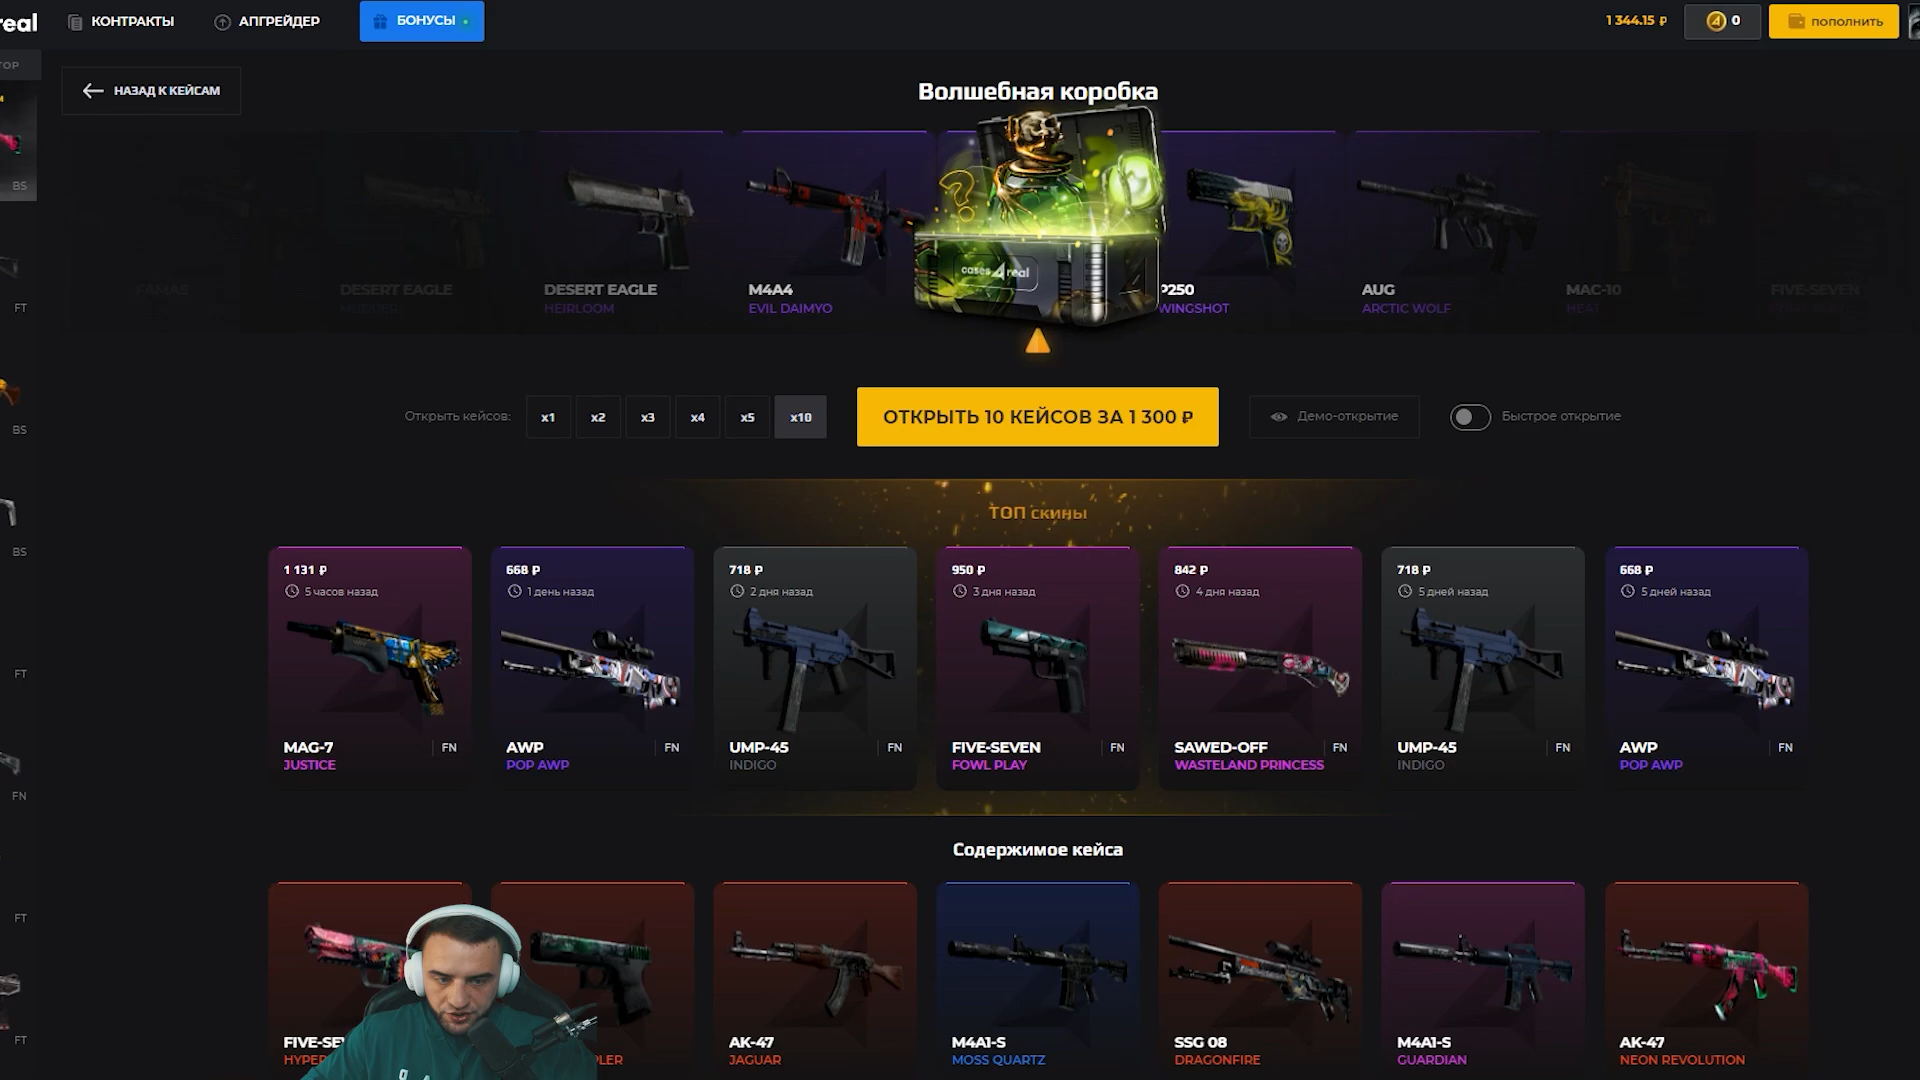 real
КОНТРАКТЫ
АПГРЕЙДЕР
БОНУСЫ
1 344.15 ₽
0
ПОПОЛНИТЬ
НАЗАД К КЕЙСАМ
Волшебная коробка
BS
FT
BS
BS
FT
FN
FT
FT
FAMAS
DESERT EAGLE
MUDDER
DESERT EAGLE
HEIRLOOM
M4A4
EVIL DAIMYO
cases4real
P250
WINGSHOT
AUG
ARCTIC WOLF
MAC-10
HEAT
FIVE-SEVEN
Открыть кейсов:
x1
x2
x3
x4
x5
x10
ОТКРЫТЬ 10 КЕЙСОВ ЗА 1 300 ₽
Демо-открытие
Быстрое открытие
ТОП скины
1 131 ₽
5 часов назад
MAG-7
FN
JUSTICE
668 ₽
1 день назад
AWP
FN
POP AWP
718 ₽
2 дня назад
UMP-45
FN
INDIGO
950 ₽
3 дня назад
FIVE-SEVEN
FN
FOWL PLAY
842 ₽
4 дня назад
SAWED-OFF
FN
WASTELAND PRINCESS
718 ₽
5 дней назад
UMP-45
FN
INDIGO
668 ₽
5 дней назад
AWP
FN
POP AWP
Содержимое кейса
FIVE-SE
HYPER
LER
AK-47
JAGUAR
M4A1-S
MOSS QUARTZ
SSG 08
DRAGONFIRE
M4A1-S
GUARDIAN
AK-47
NEON REVOLUTION